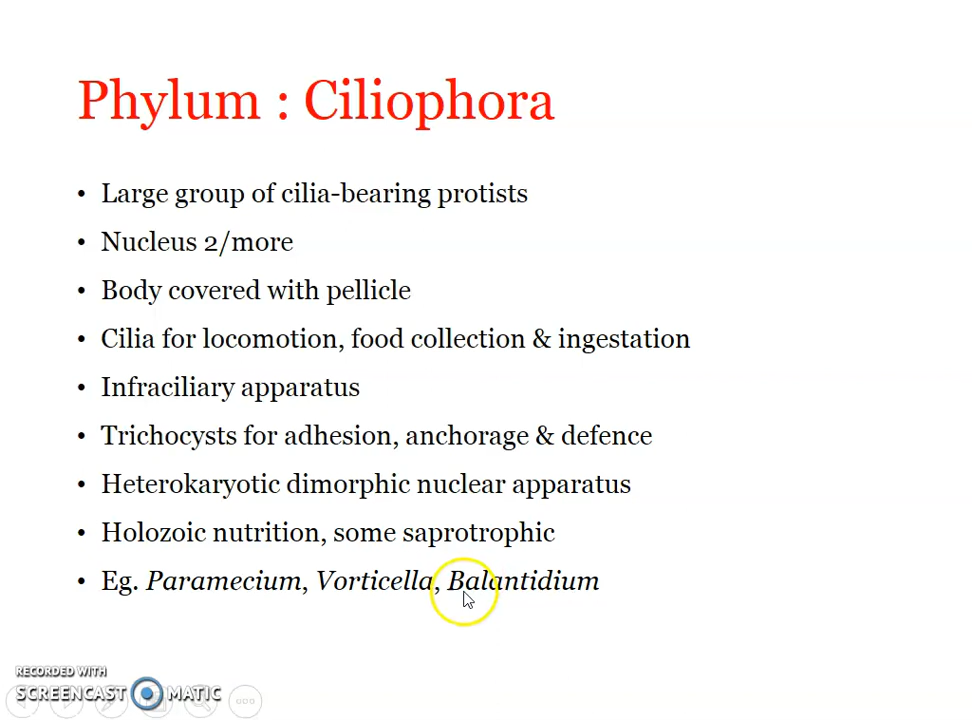 Phylum : Ciliophora
• Large group of cilia-bearing protists
• Nucleus 2/more
• Body covered with pellicle
• Cilia for locomotion, food collection & ingestation
• Infraciliary apparatus
• Trichocysts for adhesion, anchorage & defence
• Heterokaryotic dimorphic nuclear apparatus
• Holozoic nutrition, some saprotrophic
• Eg. Paramecium, Vorticella, Balantidium
RECORDED WITH
SCREENCAST MATIC